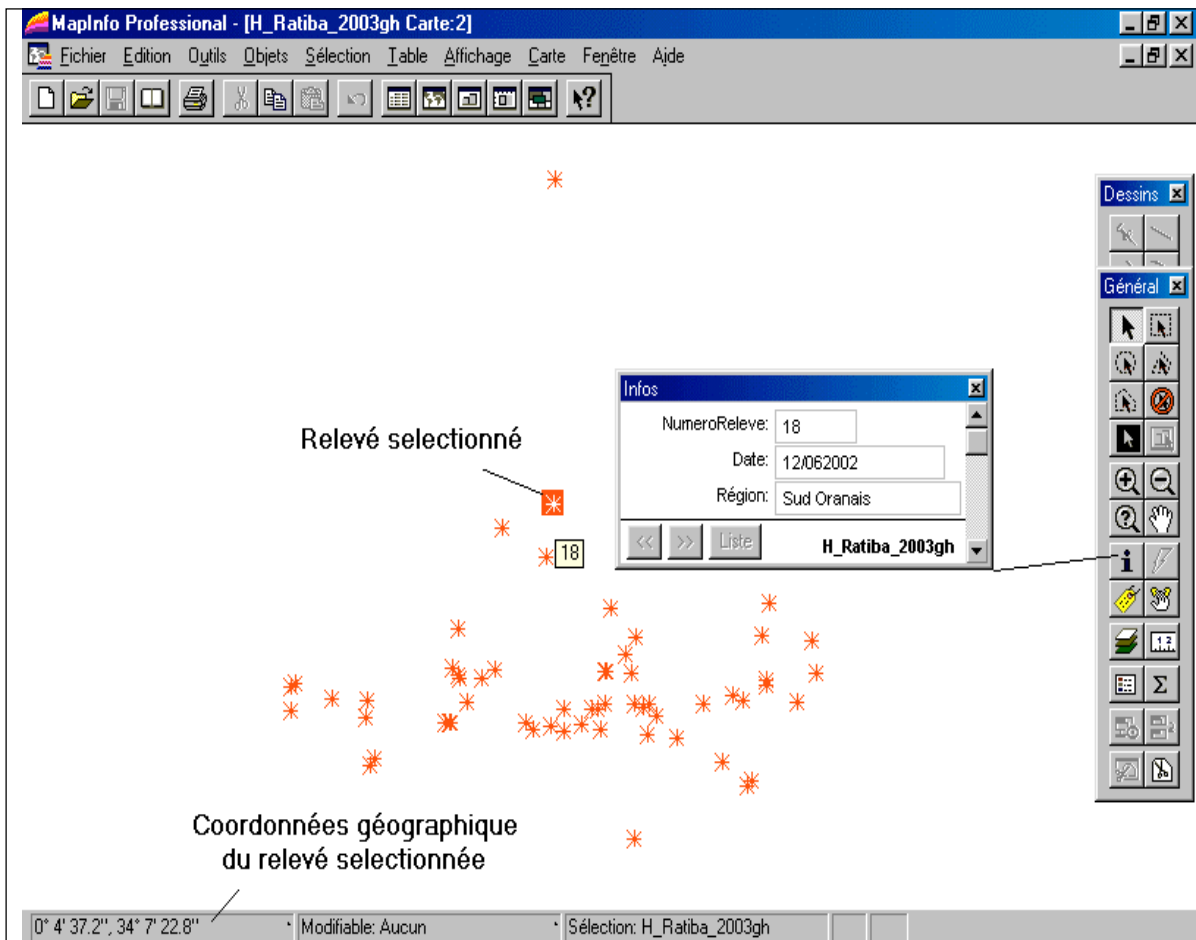 MapInfo Professional - [H_Ratiba_2003gh Carte:2]
Fichier Edition Outils Objets Sélection Table Affichage Carte Fenêtre Aide
Dessins
Général
Infos
NumeroReleve: 18
Date: 12/062002
Région: Sud Oranais
<< >> Liste H_Ratiba_2003gh
Relevé selectionné
18
Coordonnées géographique
du relevé selectionnée
0° 4' 37.2'', 34° 7' 22.8'' Modifiable: Aucun Sélection: H_Ratiba_2003gh